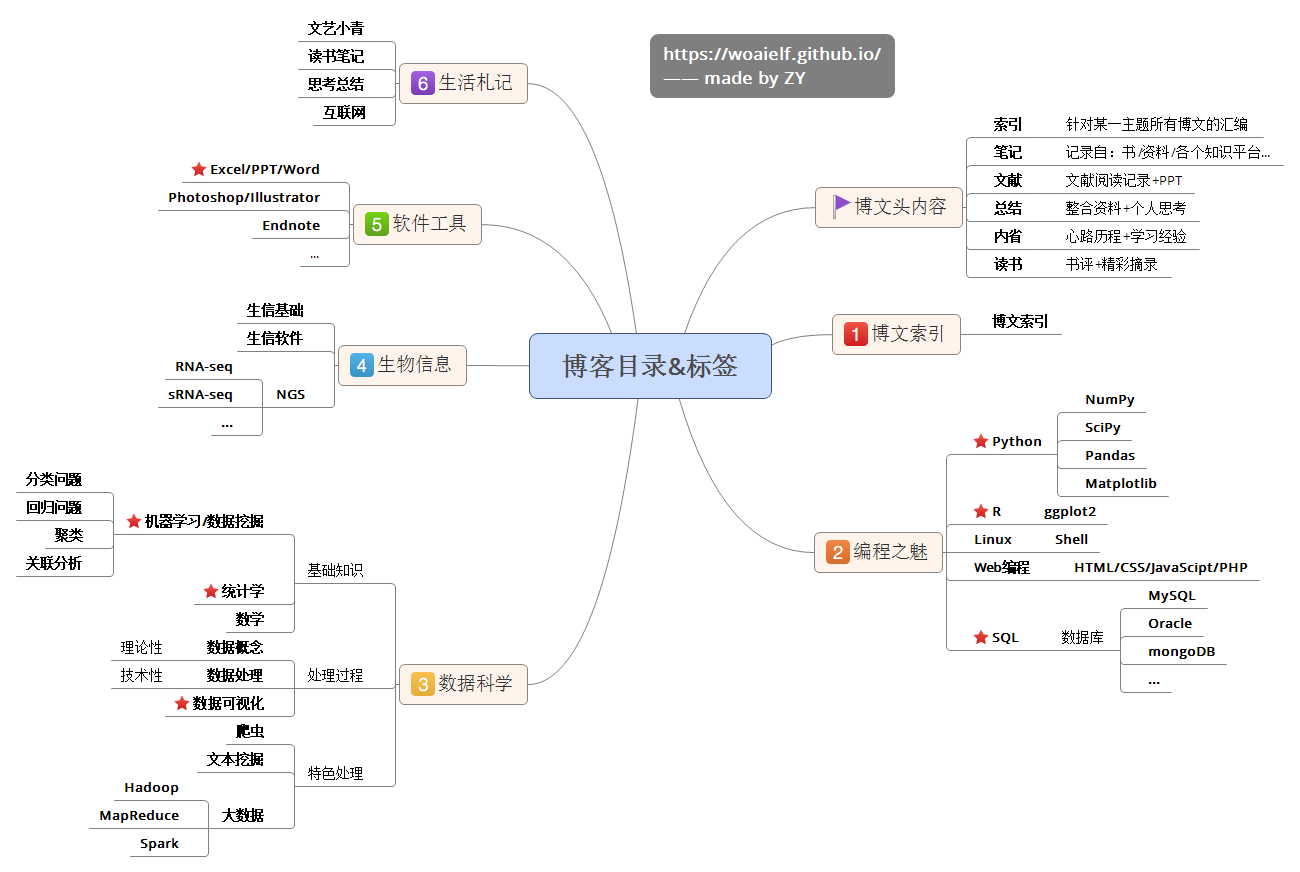 https://woaielf.github.io/
—— made by ZY
博客目录&标签
博文头内容
索引 针对某一主题所有博文的汇编
笔记 记录自：书/资料/各个知识平台...
文献 文献阅读记录+PPT
总结 整合资料+个人思考
内省 心路历程+学习经验
读书 书评+精彩摘录
1 博文索引
博文索引
2 编程之魅
Python
NumPy
SciPy
Pandas
Matplotlib
R ggplot2
Linux Shell
Web编程 HTML/CSS/JavaScipt/PHP
SQL 数据库
MySQL
Oracle
mongoDB
...
3 数据科学
基础知识
机器学习/数据挖掘
分类问题
回归问题
聚类
关联分析
统计学
数学
处理过程
数据概念 理论性
数据处理 技术性
数据可视化
特色处理
爬虫
文本挖掘
大数据
Hadoop
MapReduce
Spark
4 生物信息
生信基础
生信软件
NGS
RNA-seq
sRNA-seq
...
5 软件工具
Excel/PPT/Word
Photoshop/Illustrator
Endnote
...
6 生活札记
文艺小青
读书笔记
思考总结
互联网